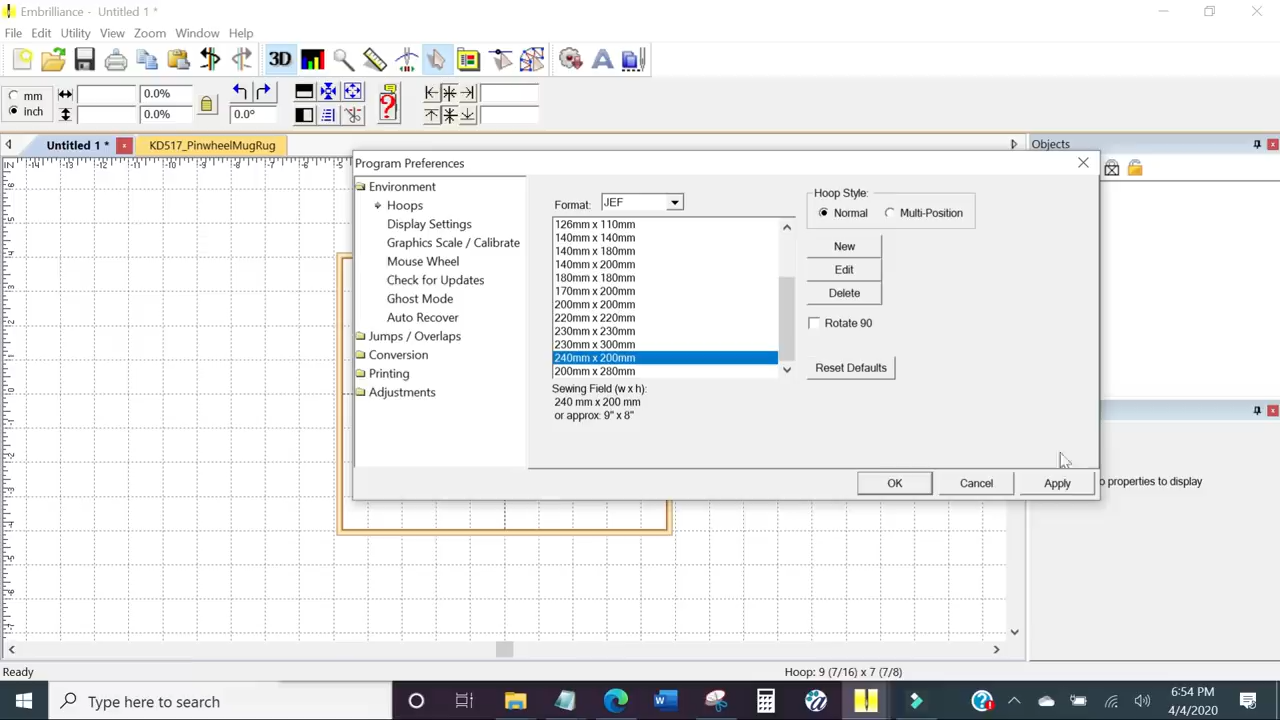 Embrilliance - Untitled 1 *
File Edit Utility View Zoom Window Help
3D
mm
inch
0.0%
0.0%
0.0°
Untitled 1 *
KD517_PinwheelMugRug
Objects
Program Preferences
Environment
Hoops
Display Settings
Graphics Scale / Calibrate
Mouse Wheel
Check for Updates
Ghost Mode
Auto Recover
Jumps / Overlaps
Conversion
Printing
Adjustments
Format: JEF
126mm x 110mm
140mm x 140mm
140mm x 180mm
140mm x 200mm
180mm x 180mm
170mm x 200mm
200mm x 200mm
220mm x 220mm
230mm x 230mm
230mm x 300mm
240mm x 200mm
200mm x 280mm
Sewing Field (w x h):
240 mm x 200 mm
or approx: 9" x 8"
Hoop Style:
Normal Multi-Position
New
Edit
Delete
Rotate 90
Reset Defaults
OK Cancel Apply
o properties to display
Ready
Hoop: 9 (7/16) x 7 (7/8)
Type here to search
6:54 PM
4/4/2020